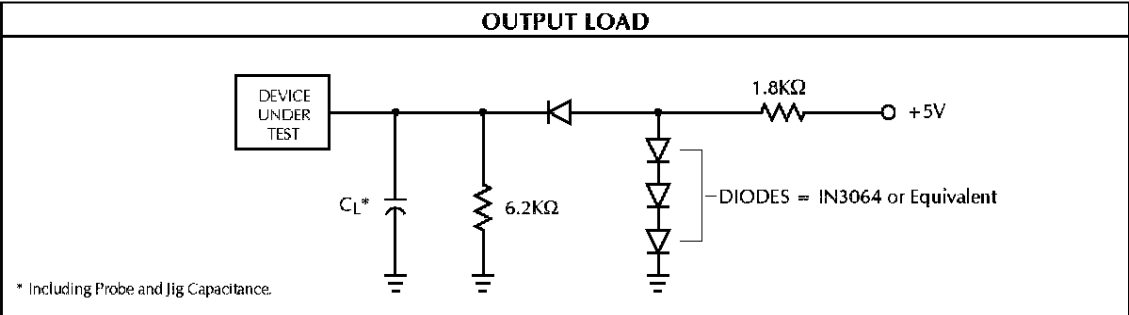 OUTPUT LOAD
DEVICE
UNDER
TEST
1.8KΩ
+5V
CL*
6.2KΩ
DIODES = IN3064 or Equivalent
* Including Probe and Jig Capacitance.